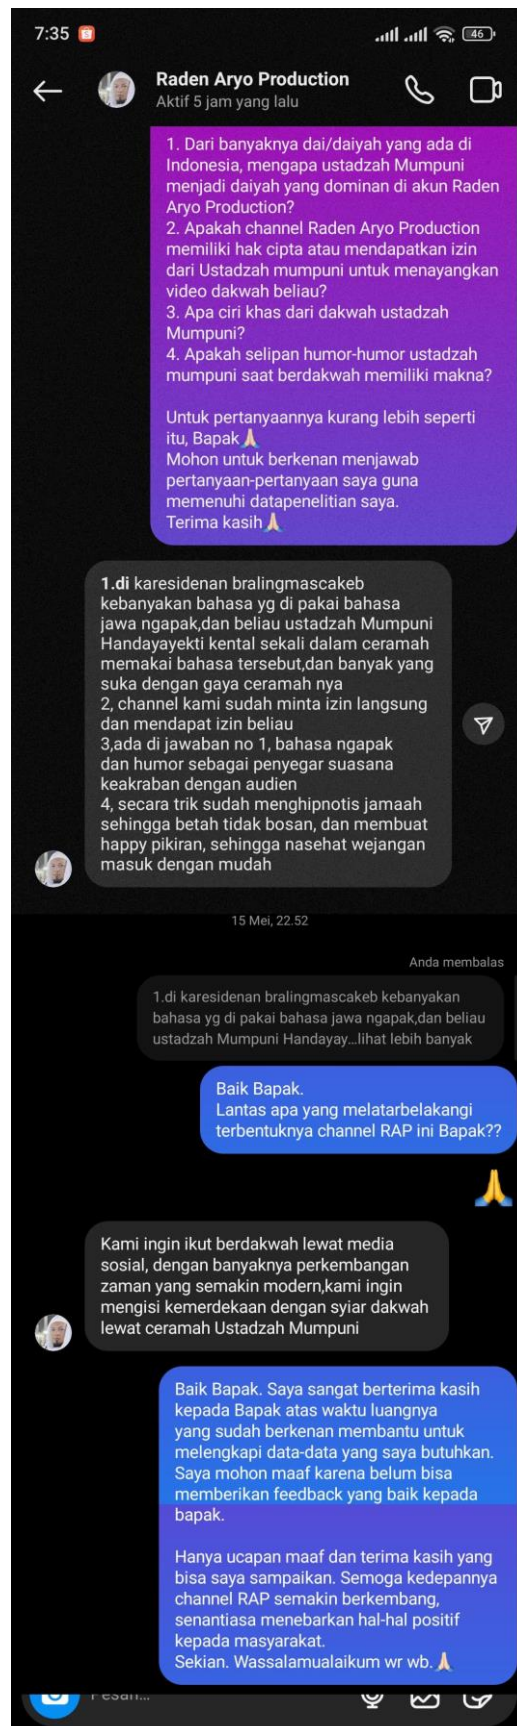 7:35
46
Raden Aryo Production
Aktif 5 jam yang lalu
1. Dari banyaknya dai/daiyah yang ada di
Indonesia, mengapa ustadzah Mumpuni
menjadi daiyah yang dominan di akun Raden
Aryo Production?
2. Apakah channel Raden Aryo Production
memiliki hak cipta atau mendapatkan izin
dari Ustadzah mumpuni untuk menayangkan
video dakwah beliau?
3. Apa ciri khas dari dakwah ustadzah
Mumpuni?
4. Apakah selipan humor-humor ustadzah
mumpuni saat berdakwah memiliki makna?
Untuk pertanyaannya kurang lebih seperti
itu, Bapak🙏🏻
Mohon untuk berkenan menjawab
pertanyaan-pertanyaan saya guna
memenuhi datapenelitian saya.
Terima kasih🙏🏻
1.di karesidenan bralingmascakeb
kebanyakan bahasa yg di pakai bahasa
jawa ngapak,dan beliau ustadzah Mumpuni
Handayayekti kental sekali dalam ceramah
memakai bahasa tersebut,dan banyak yang
suka dengan gaya ceramah nya
2, channel kami sudah minta izin langsung
dan mendapat izin beliau
3,ada di jawaban no 1, bahasa ngapak
dan humor sebagai penyegar suasana
keakraban dengan audien
4, secara trik sudah menghipnotis jamaah
sehingga betah tidak bosan, dan membuat
happy pikiran, sehingga nasehat wejangan
masuk dengan mudah
15 Mei, 22.52
Anda membalas
1.di karesidenan bralingmascakeb kebanyakan
bahasa yg di pakai bahasa jawa ngapak,dan beliau
ustadzah Mumpuni Handayay...lihat lebih banyak
Baik Bapak.
Lantas apa yang melatarbelakangi
terbentuknya channel RAP ini Bapak??
🙏
Kami ingin ikut berdakwah lewat media
sosial, dengan banyaknya perkembangan
zaman yang semakin modern,kami ingin
mengisi kemerdekaan dengan syiar dakwah
lewat ceramah Ustadzah Mumpuni
Baik Bapak. Saya sangat berterima kasih
kepada Bapak atas waktu luangnya
yang sudah berkenan membantu untuk
melengkapi data-data yang saya butuhkan.
Saya mohon maaf karena belum bisa
memberikan feedback yang baik kepada
bapak.
Hanya ucapan maaf dan terima kasih yang
bisa saya sampaikan. Semoga kedepannya
channel RAP semakin berkembang,
senantiasa menebarkan hal-hal positif
kepada masyarakat.
Sekian. Wassalamualaikum wr wb.🙏🏻
Pesan...